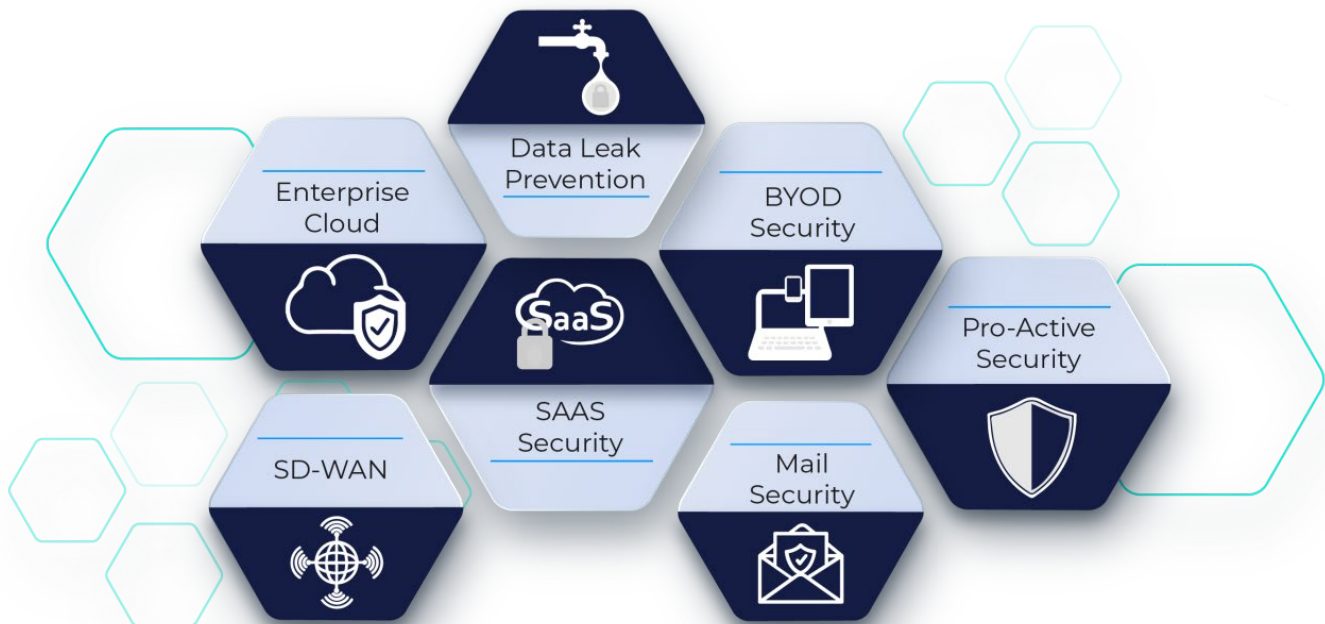 Data Leak
Prevention
Enterprise
Cloud
BYOD
Security
SaaS
SAAS
Security
Pro-Active
Security
SD-WAN
Mail
Security